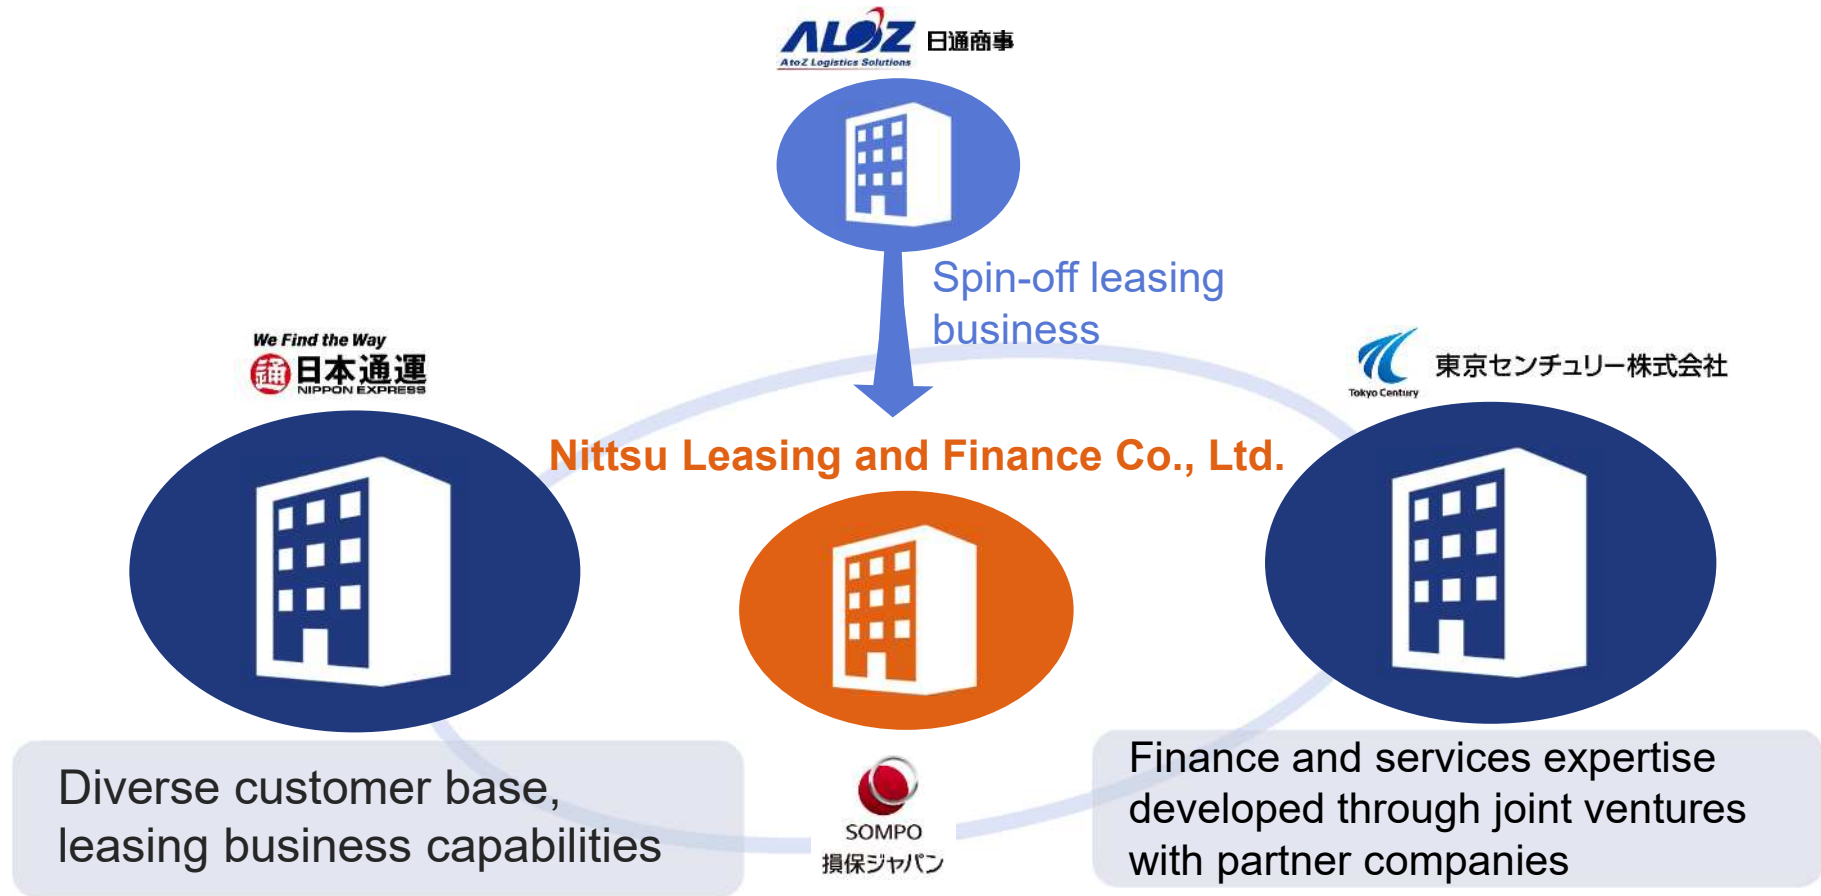 ALOZ 日通商事
AtoZ Logistics Solutions
Spin-off leasing
business
We Find the Way
通 日本通運
NIPPON EXPRESS
東京センチュリー株式会社
Tokyo Century
Nittsu Leasing and Finance Co., Ltd.
Diverse customer base,
leasing business capabilities
SOMPO
損保ジャパン
Finance and services expertise
developed through joint ventures
with partner companies